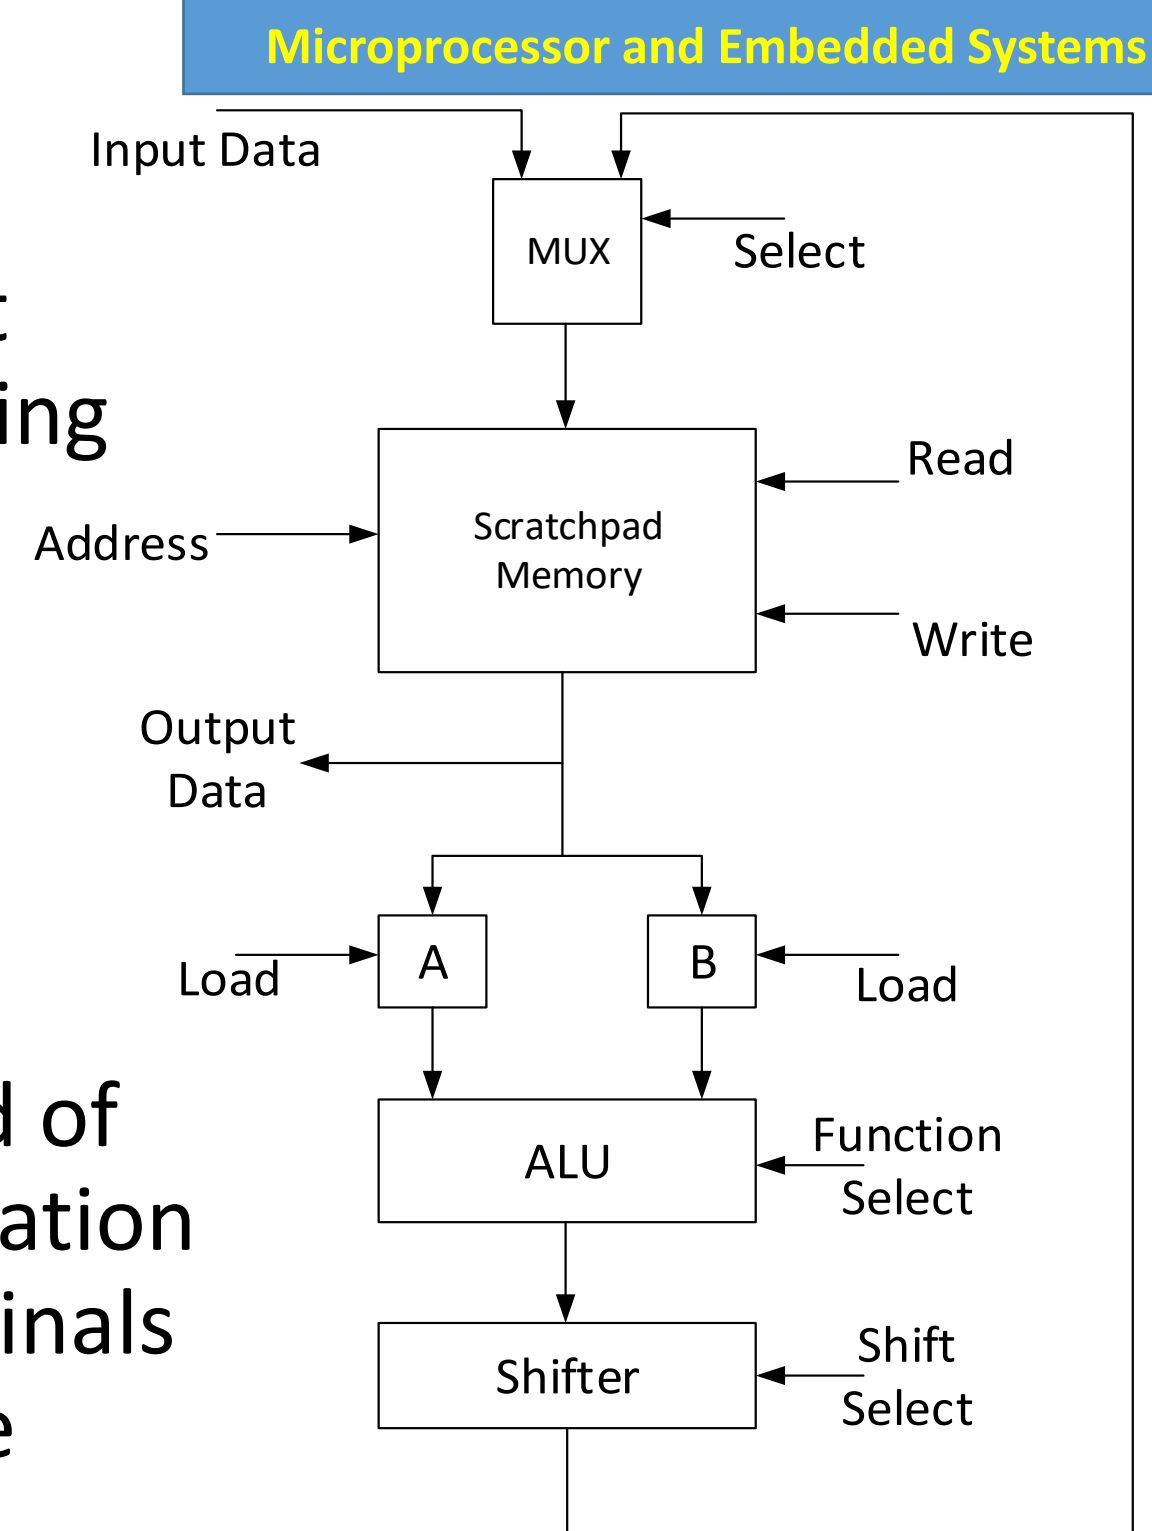 Microprocessor and Embedded Systems
Input Data
MUX
Select
ing
Read
Scratchpad
Memory
Address
Write
Output
Data
A
B
Load
Load
d of
Function
ALU
Select
ation
inals
Shift
Shifter
Select
e